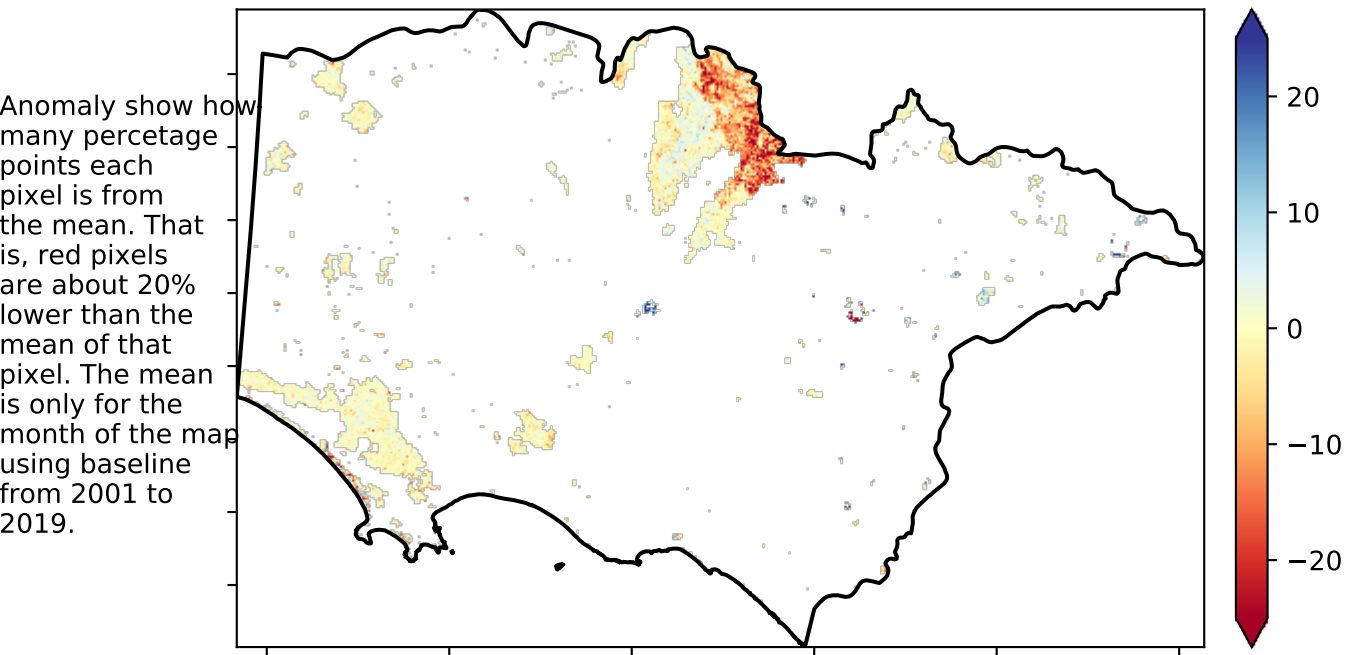 Anomaly show how
many percetage
points each
pixel is from
the mean. That
is, red pixels
are about 20%
lower than the
mean of that
pixel. The mean
is only for the
month of the map
using baseline
from 2001 to
2019.
20
10
0
−10
−20